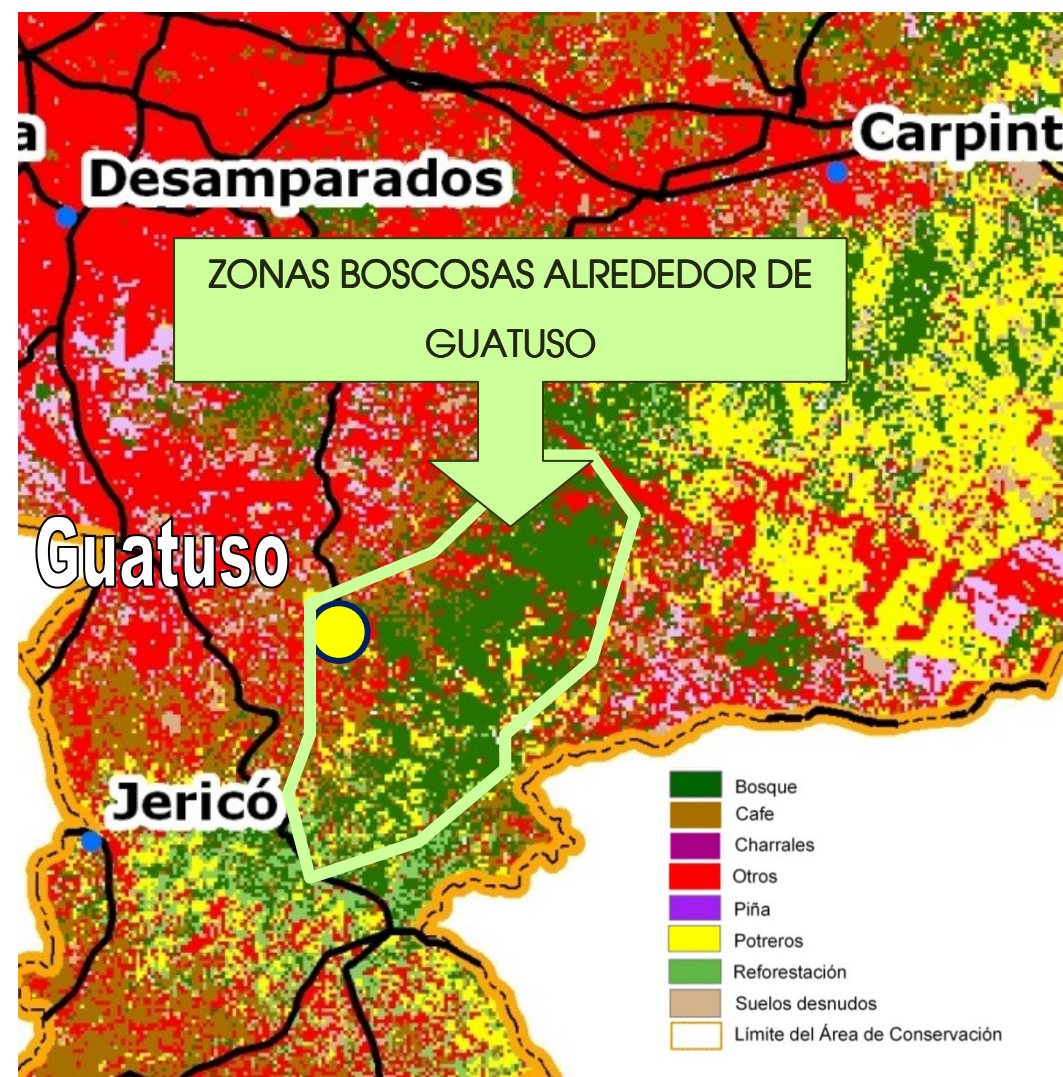 a
Desamparados
Carpint
ZONAS BOSCOSAS ALREDEDOR DE
GUATUSO
Guatuso
Jericó
Bosque
Cafe
Charrales
Otros
Piña
Potreros
Reforestación
Suelos desnudos
Límite del Área de Conservación